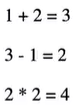 1 + 2 = 3
3 - 1 = 2
2 * 2 = 4